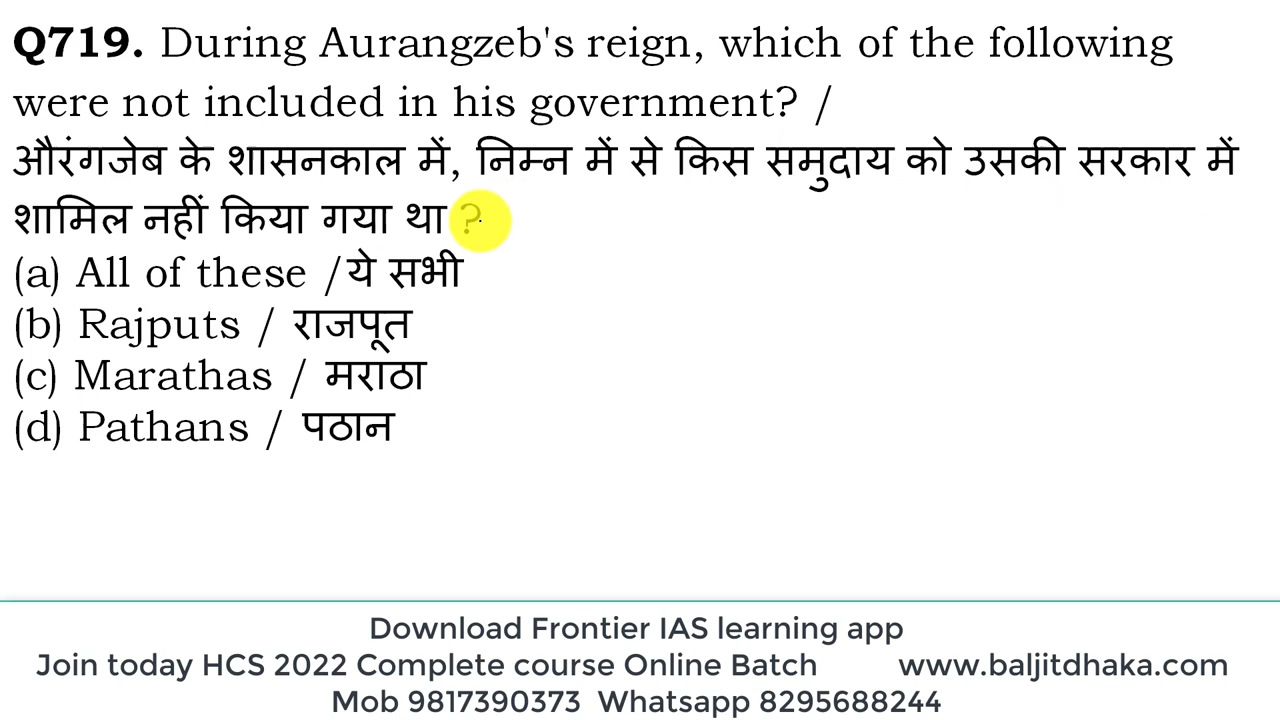 Q719. During Aurangzeb's reign, which of the following
were not included in his government? /
औरंगजेब के शासनकाल में, निम्न में से किस समुदाय को उसकी सरकार में
शामिल नहीं किया गया था ?
(a) All of these /ये सभी
(b) Rajputs / राजपूत
(c) Marathas / मराठा
(d) Pathans / पठान
Download Frontier IAS learning app
Join today HCS 2022 Complete course Online Batch www.baljitdhaka.com
Mob 9817390373 Whatsapp 8295688244